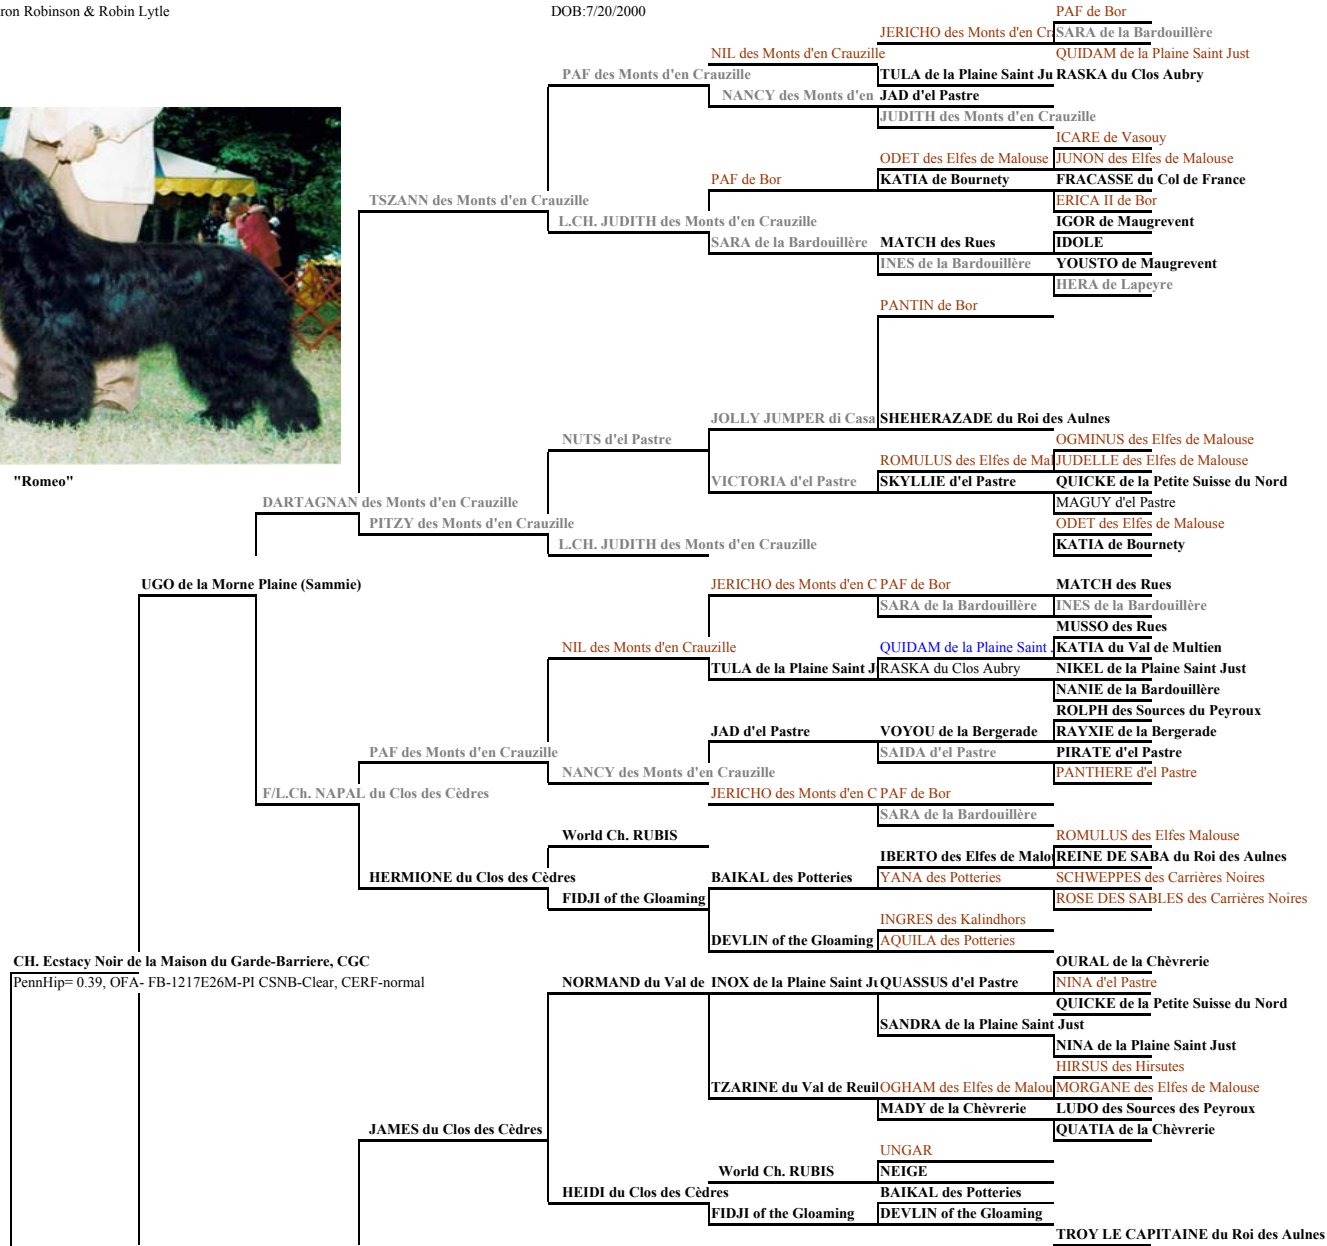 ron Robinson & Robin Lytle
DOB:7/20/2000
PAF de Bor
JERICHO des Monts d'en Cra
SARA de la Bardouillère
NIL des Monts d'en Crauzille
QUIDAM de la Plaine Saint Just
PAF des Monts d'en Crauzille
TULA de la Plaine Saint Ju
RASKA du Clos Aubry
NANCY des Monts d'en
JAD d'el Pastre
JUDITH des Monts d'en Crauzille
ICARE de Vasouy
ODET des Elfes de Malouse
JUNON des Elfes de Malouse
PAF de Bor
KATIA de Bournety
FRACASSE du Col de France
TSZANN des Monts d'en Crauzille
ERICA II de Bor
L.CH. JUDITH des Monts d'en Crauzille
IGOR de Maugrevent
SARA de la Bardouillère
MATCH des Rues
IDOLE
INES de la Bardouillère
YOUSTO de Maugrevent
HERA de Lapeyre
PANTIN de Bor
JOLLY JUMPER di Casa
SHEHERAZADE du Roi des Aulnes
NUTS d'el Pastre
OGMINUS des Elfes de Malouse
ROMULUS des Elfes de Mal
JUDELLE des Elfes de Malouse
"Romeo"
VICTORIA d'el Pastre
SKYLLIE d'el Pastre
QUICKE de la Petite Suisse du Nord
DARTAGNAN des Monts d'en Crauzille
MAGUY d'el Pastre
PITZY des Monts d'en Crauzille
ODET des Elfes de Malouse
L.CH. JUDITH des Monts d'en Crauzille
KATIA de Bournety
UGO de la Morne Plaine (Sammie)
JERICHO des Monts d'en C
PAF de Bor
MATCH des Rues
SARA de la Bardouillère
INES de la Bardouillère
MUSSO des Rues
NIL des Monts d'en Crauzille
QUIDAM de la Plaine Saint J
KATIA du Val de Multien
TULA de la Plaine Saint J
RASKA du Clos Aubry
NIKEL de la Plaine Saint Just
NANIE de la Bardouillère
ROLPH des Sources du Peyroux
JAD d'el Pastre
VOYOU de la Bergerade
RAYXIE de la Bergerade
PAF des Monts d'en Crauzille
SAIDA d'el Pastre
PIRATE d'el Pastre
NANCY des Monts d'en Crauzille
PANTHERE d'el Pastre
F/L.Ch. NAPAL du Clos des Cèdres
JERICHO des Monts d'en C
PAF de Bor
SARA de la Bardouillère
World Ch. RUBIS
ROMULUS des Elfes Malouse
IBERTO des Elfes de Malou
REINE DE SABA du Roi des Aulnes
HERMIONE du Clos des Cèdres
BAIKAL des Potteries
YANA des Potteries
SCHWEPPES des Carrières Noires
FIDJI of the Gloaming
ROSE DES SABLES des Carrières Noires
INGRES des Kalindhors
DEVLIN of the Gloaming
AQUILA des Potteries
CH. Ecstacy Noir de la Maison du Garde-Barriere, CGC
OURAL de la Chèvrerie
PennHip= 0.39, OFA- FB-1217E26M-PI CSNB-Clear, CERF-normal
NORMAND du Val de
INOX de la Plaine Saint Ju
QUASSUS d'el Pastre
NINA d'el Pastre
QUICKE de la Petite Suisse du Nord
SANDRA de la Plaine Saint Just
NINA de la Plaine Saint Just
HIRSUS des Hirsutes
TZARINE du Val de Reuil
OGHAM des Elfes de Malou
MORGANE des Elfes de Malouse
MADY de la Chèvrerie
LUDO des Sources des Peyroux
JAMES du Clos des Cèdres
QUATIA de la Chèvrerie
UNGAR
World Ch. RUBIS
NEIGE
HEIDI du Clos des Cèdres
BAIKAL des Potteries
FIDJI of the Gloaming
DEVLIN of the Gloaming
TROY LE CAPITAINE du Roi des Aulnes